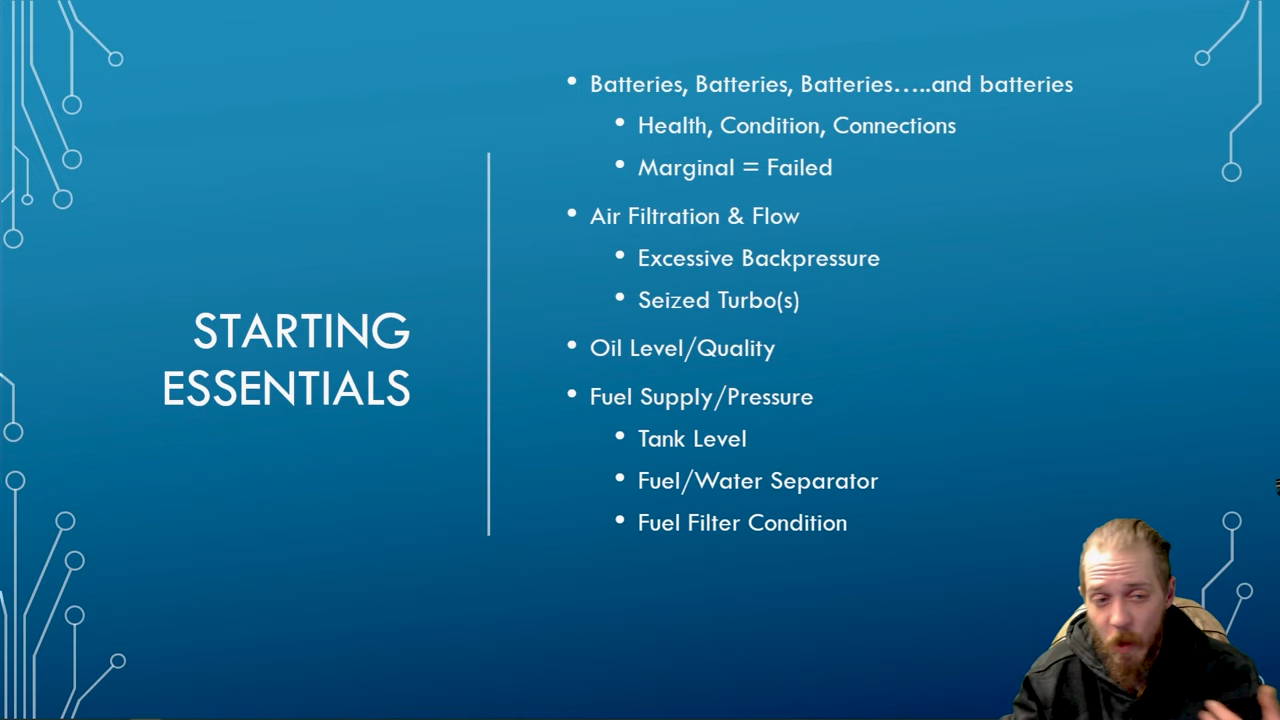 STARTING
ESSENTIALS
Batteries, Batteries, Batteries…..and batteries
Health, Condition, Connections
Marginal = Failed
Air Filtration & Flow
Excessive Backpressure
Seized Turbo(s)
Oil Level/Quality
Fuel Supply/Pressure
Tank Level
Fuel/Water Separator
Fuel Filter Condition